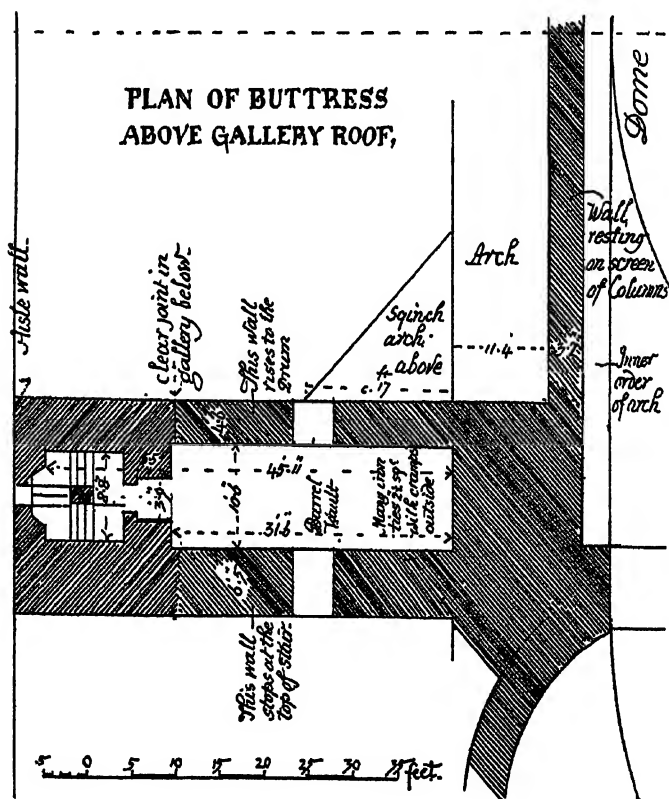 PLAN OF BUTTRESS
ABOVE GALLERY ROOF,
Dome
Aisle wall
clear joint in
gallery below
This wall
rises to the
Drum
Squinch
arch
above
Arch
Wall
resting
on screen
of Columns
11.4
c. 17
Inner
order
of arch
45.11
10.6
31.6
Barrel
Vault
Many iron
ties 2½ sqre
with cramps
outside
This wall
stops at the
top of stair.
5 0 5 10 15 20 25 30 35 feet.